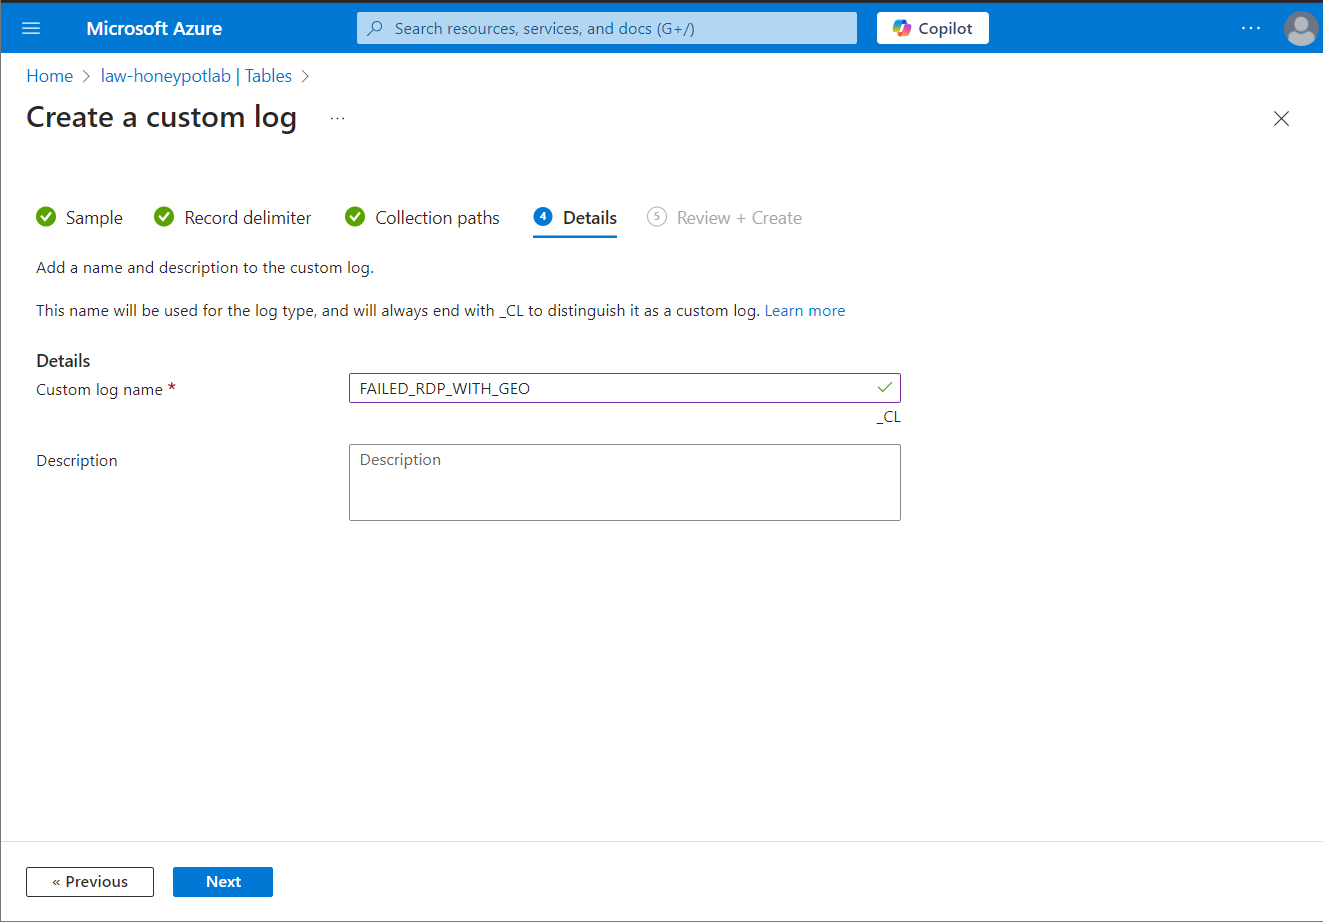 Microsoft Azure
Search resources, services, and docs (G+/)
Copilot
Home > law-honeypotlab | Tables >
Create a custom log ...
Sample
Record delimiter
Collection paths
4 Details
5 Review + Create
Add a name and description to the custom log.
This name will be used for the log type, and will always end with _CL to distinguish it as a custom log. Learn more
Details
Custom log name *
FAILED_RDP_WITH_GEO
_CL
Description
Description
« Previous
Next